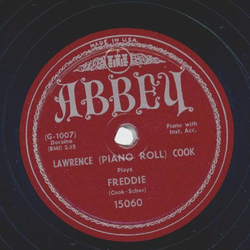 MADE IN U.S.A.
ABBEY
(G-1007)
Doraine
(BMI) 2:15
Piano with
Inst. Acc.
LAWRENCE (PIANO ROLL) COOK
Plays
FREDDIE
(Cook-Scher)
15060